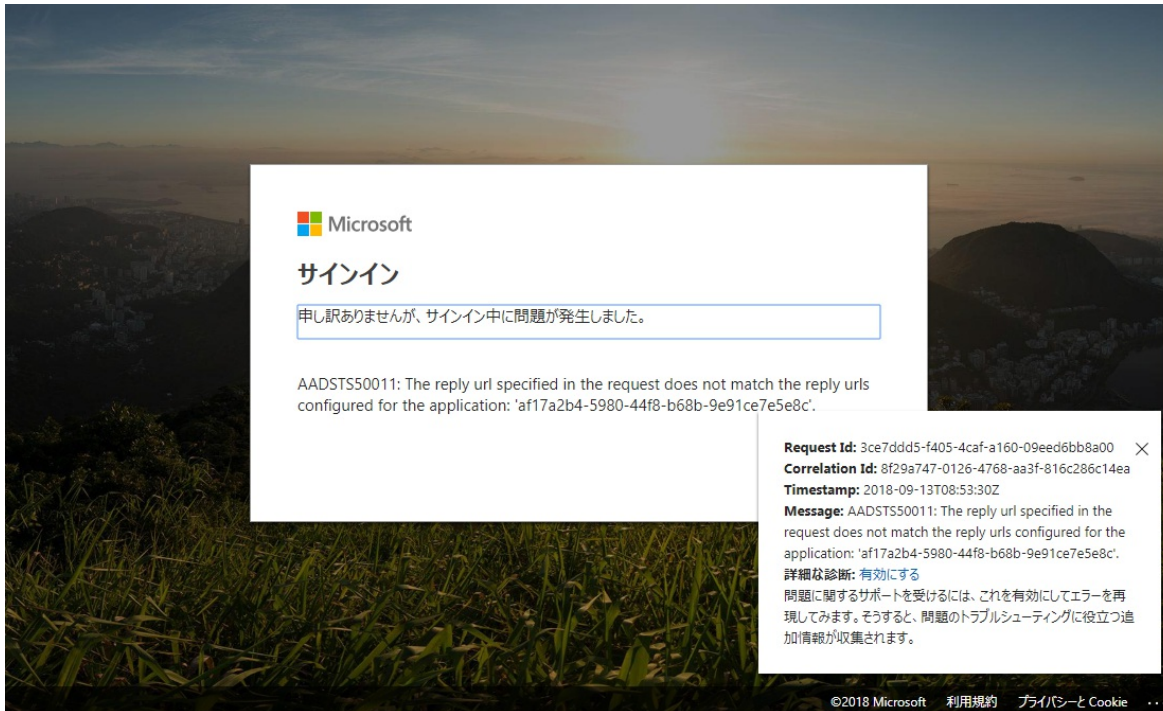 Microsoft
サインイン
申し訳ありませんが、サインイン中に問題が発生しました。
AADSTS50011: The reply url specified in the request does not match the reply urls
configured for the application: 'af17a2b4-5980-44f8-b68b-9e91ce7e5e8c'.
Request Id: 3ce7ddd5-f405-4caf-a160-09eed6bb8a00
Correlation Id: 8f29a747-0126-4768-aa3f-816c286c14ea
Timestamp: 2018-09-13T08:53:30Z
Message: AADSTS50011: The reply url specified in the
request does not match the reply urls configured for the
application: 'af17a2b4-5980-44f8-b68b-9e91ce7e5e8c'.
詳細な診断: 有効にする
問題に関するサポートを受けるには、これを有効にしてエラーを再
現してみます。そうすると、問題のトラブルシューティングに役立つ追
加情報が収集されます。
©2018 Microsoft 利用規約 プライバシーと Cookie ..